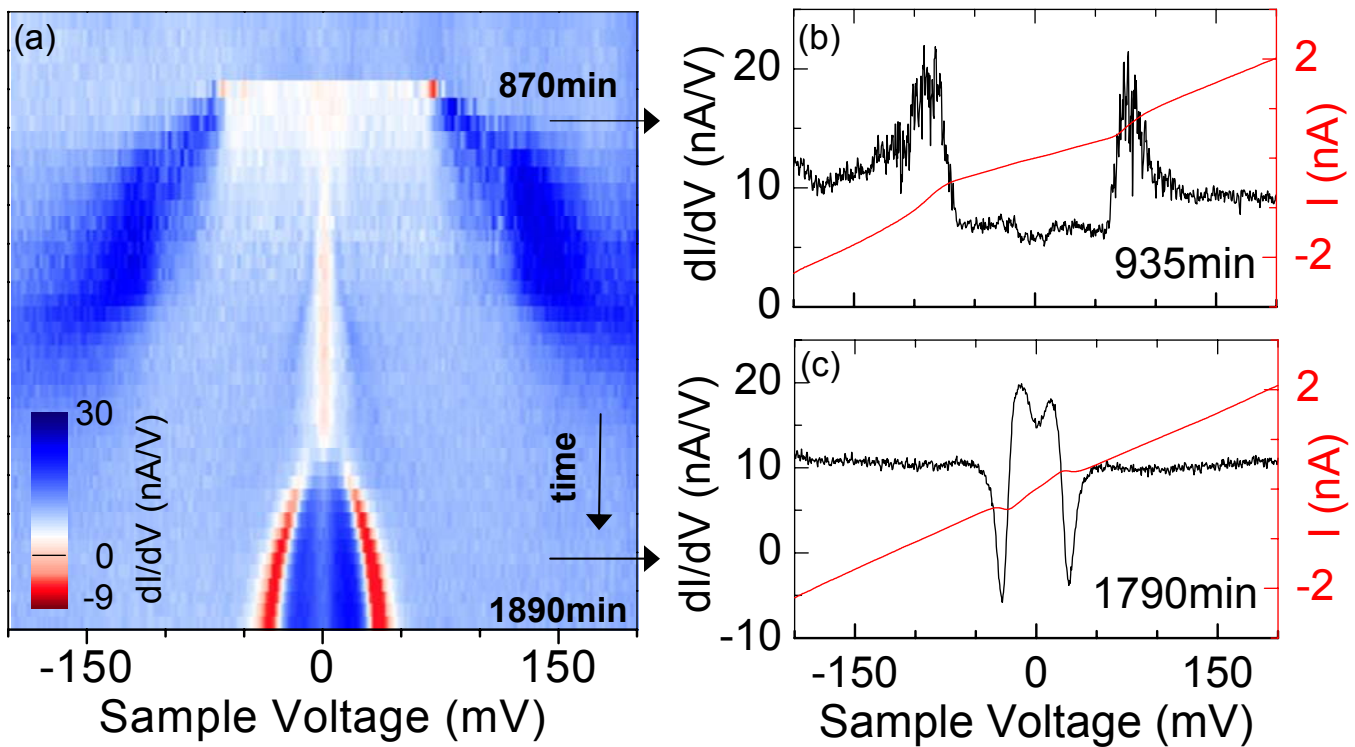 (a)
870min
30
0
-9
dI/dV (nA/V)
time
1890min
-150
0
150
Sample Voltage (mV)
(b)
20
10
0
dI/dV (nA/V)
2
-2
I (nA)
935min
(c)
20
10
0
-10
dI/dV (nA/V)
2
-2
I (nA)
1790min
-150
0
150
Sample Voltage (mV)